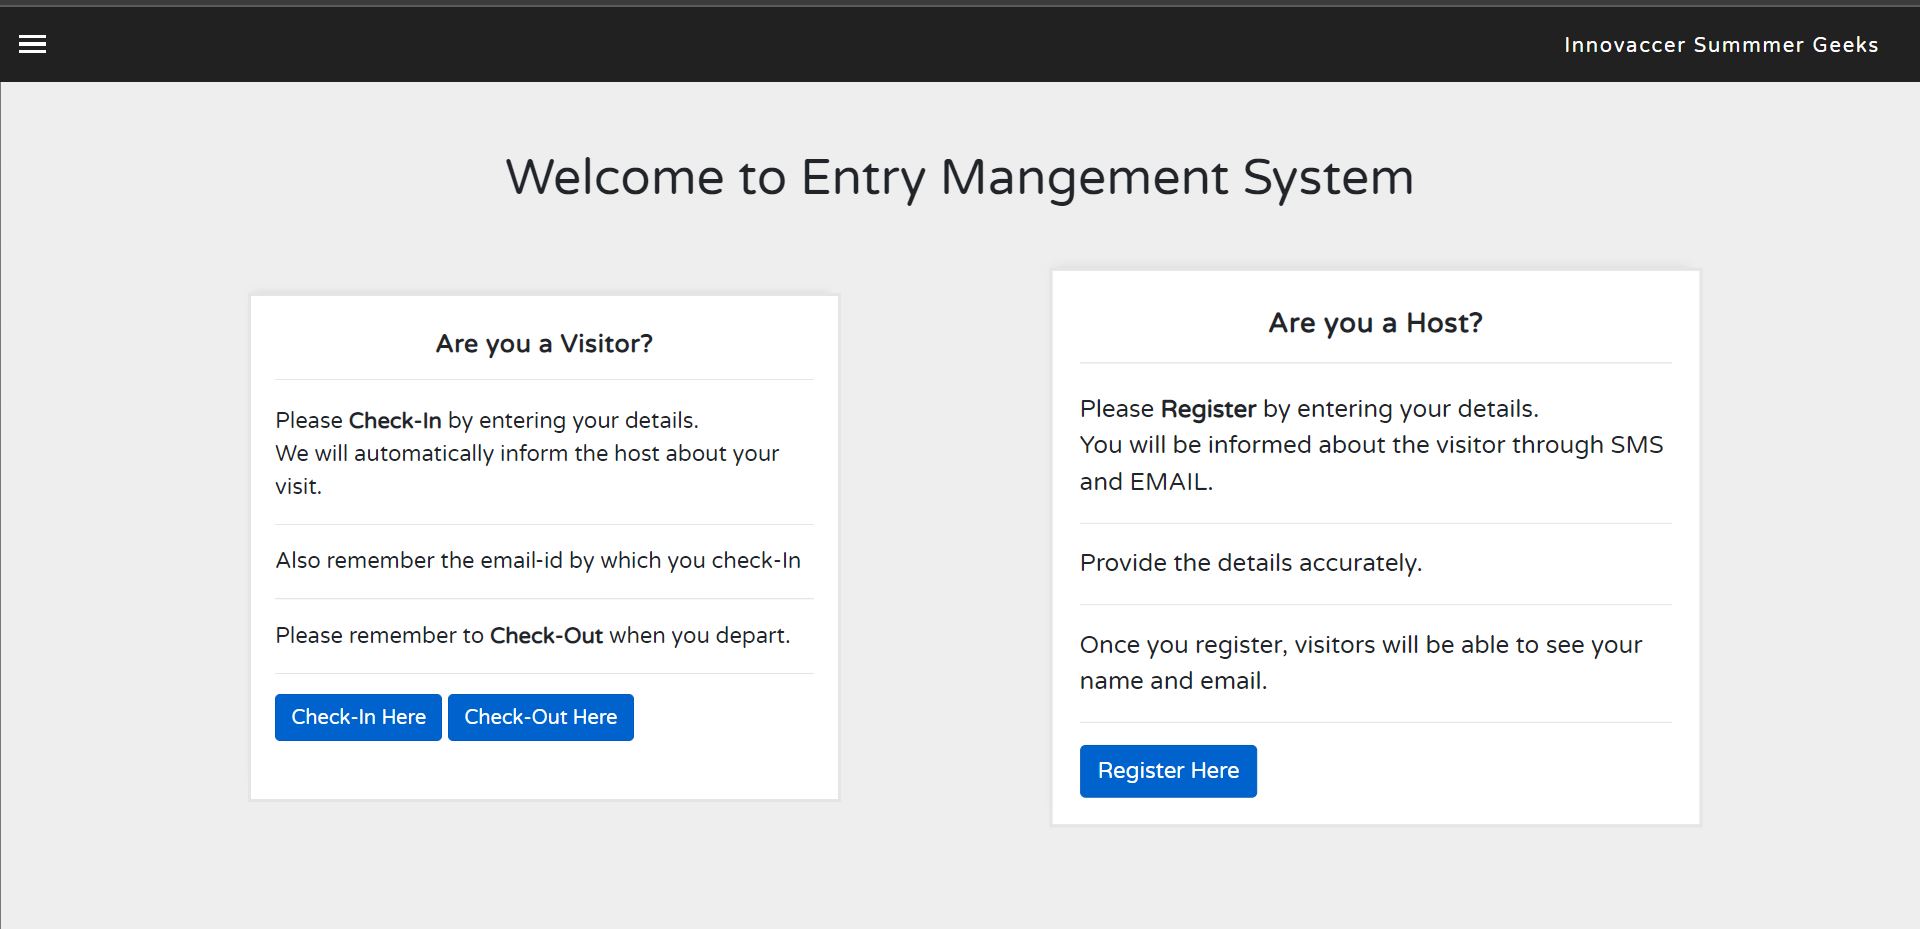 Innovaccer Summmer Geeks
Welcome to Entry Mangement System
Are you a Visitor?
Please Check-In by entering your details.
We will automatically inform the host about your
visit.
Also remember the email-id by which you check-In
Please remember to Check-Out when you depart.
Check-In Here
Check-Out Here
Are you a Host?
Please Register by entering your details.
You will be informed about the visitor through SMS
and EMAIL.
Provide the details accurately.
Once you register, visitors will be able to see your
name and email.
Register Here